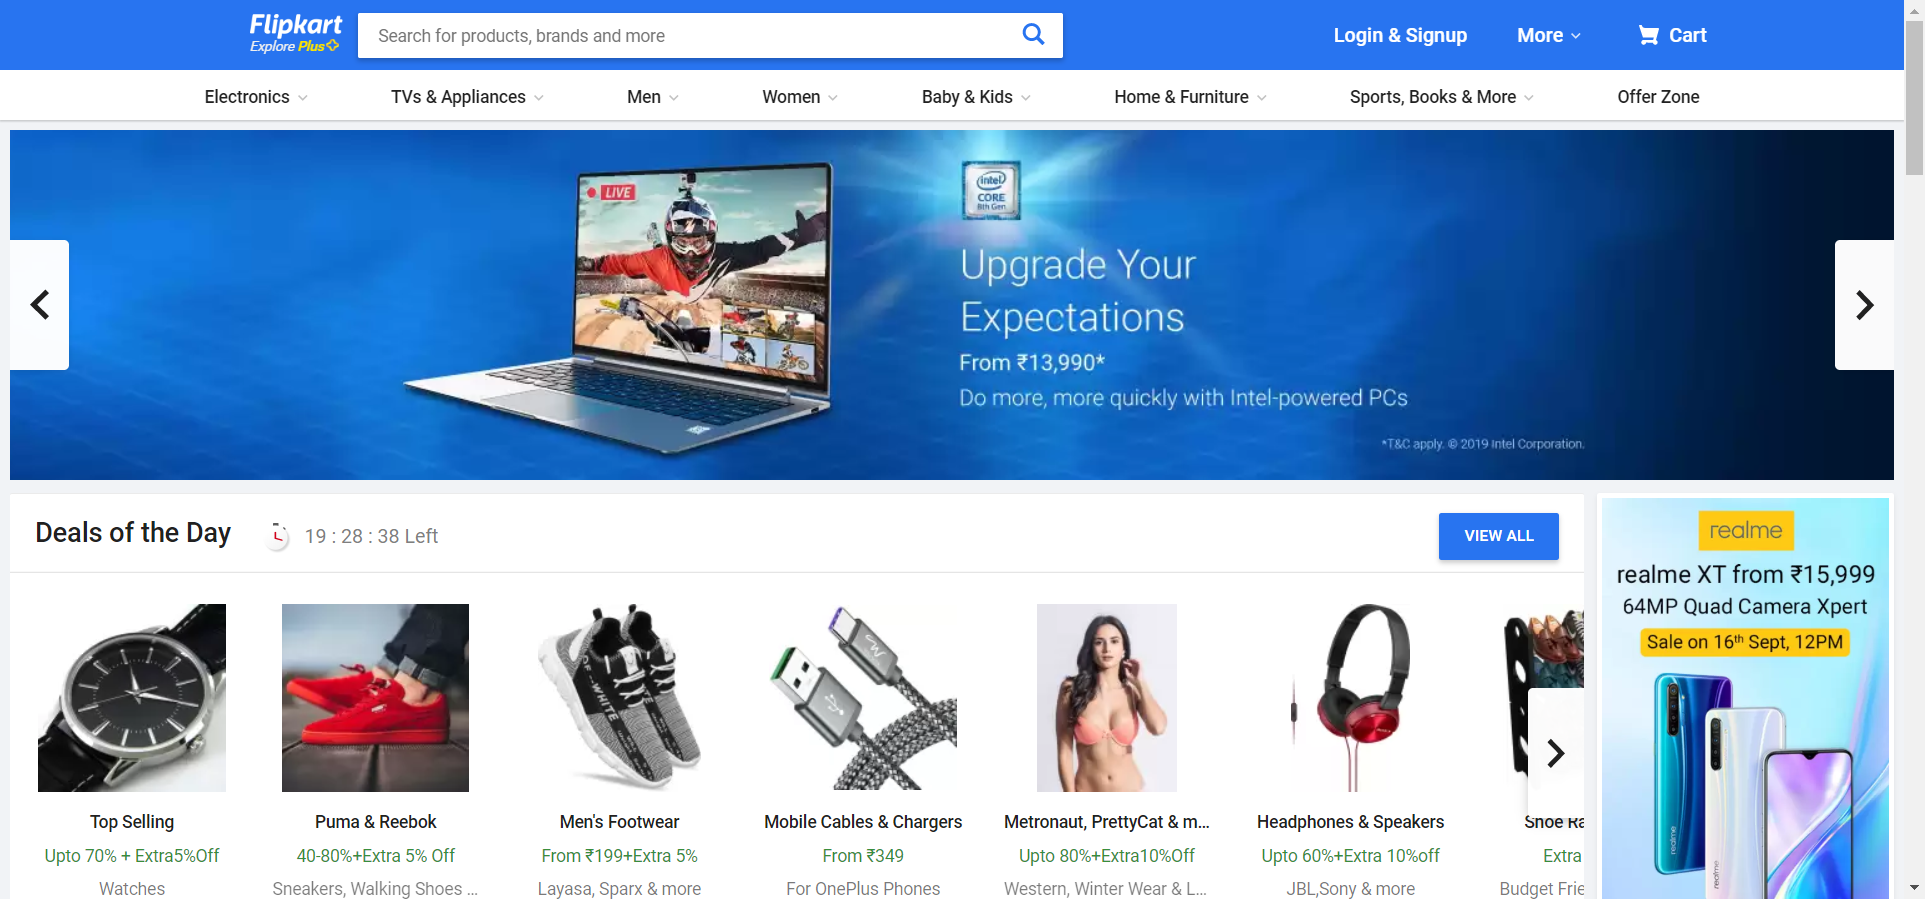 Flipkart
Explore Plus
Search for products, brands and more
Login & Signup
More
Cart
Electronics
TVs & Appliances
Men
Women
Baby & Kids
Home & Furniture
Sports, Books & More
Offer Zone
LIVE
intel
CORE
8th Gen
Upgrade Your
Expectations
From ₹13,990*
Do more, more quickly with Intel-powered PCs
*T&C apply. © 2019 Intel Corporation.
Deals of the Day
19 : 28 : 38 Left
VIEW ALL
Top Selling
Upto 70% + Extra5%Off
Watches
Puma & Reebok
40-80%+Extra 5% Off
Sneakers, Walking Shoes ...
Men's Footwear
From ₹199+Extra 5%
Layasa, Sparx & more
Mobile Cables & Chargers
From ₹349
For OnePlus Phones
Metronaut, PrettyCat & m...
Upto 80%+Extra10%Off
Western, Winter Wear & L...
Headphones & Speakers
Upto 60%+Extra 10%off
JBL,Sony & more
Shoe Ra
Extra
Budget Frie
realme
realme XT from ₹15,999
64MP Quad Camera Xpert
Sale on 16th Sept, 12PM
realme
realme